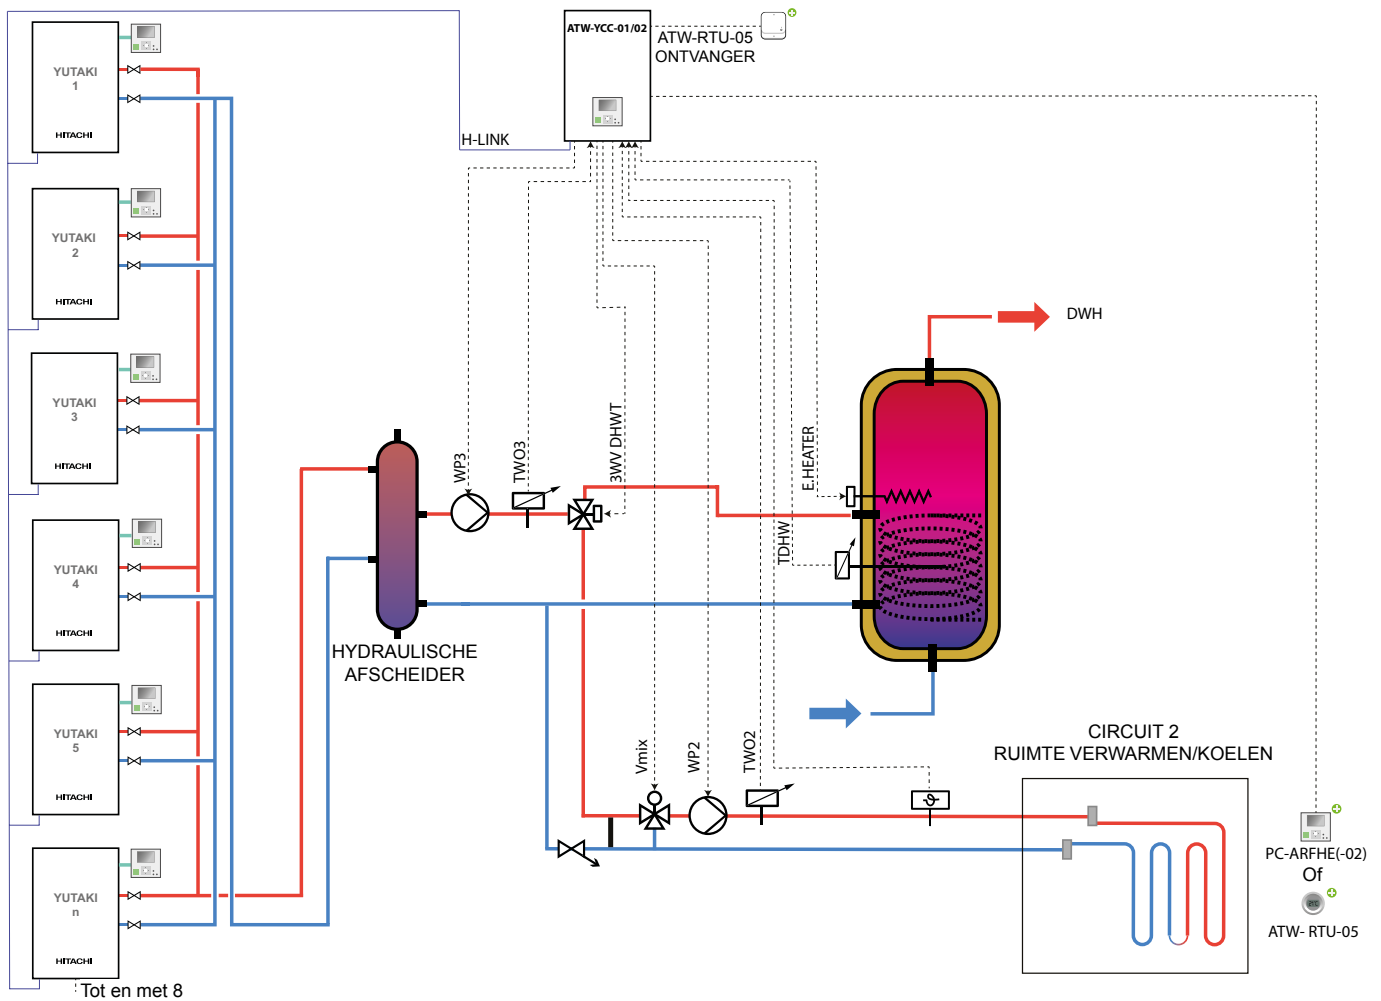 ATW-YCC-01/02
ATW-RTU-05
ONTVANGER
YUTAKI
1
HITACHI
H-LINK
YUTAKI
2
HITACHI
DWH
YUTAKI
3
HITACHI
WP3
TWO3
3WV DHWT
E.HEATER
TDHW
YUTAKI
4
HITACHI
HYDRAULISCHE
AFSCHEIDER
YUTAKI
5
HITACHI
Vmix
WP2
TWO2
CIRCUIT 2
RUIMTE VERWARMEN/KOELEN
PC-ARFHE(-02)
Of
ATW- RTU-05
YUTAKI
n
HITACHI
Tot en met 8